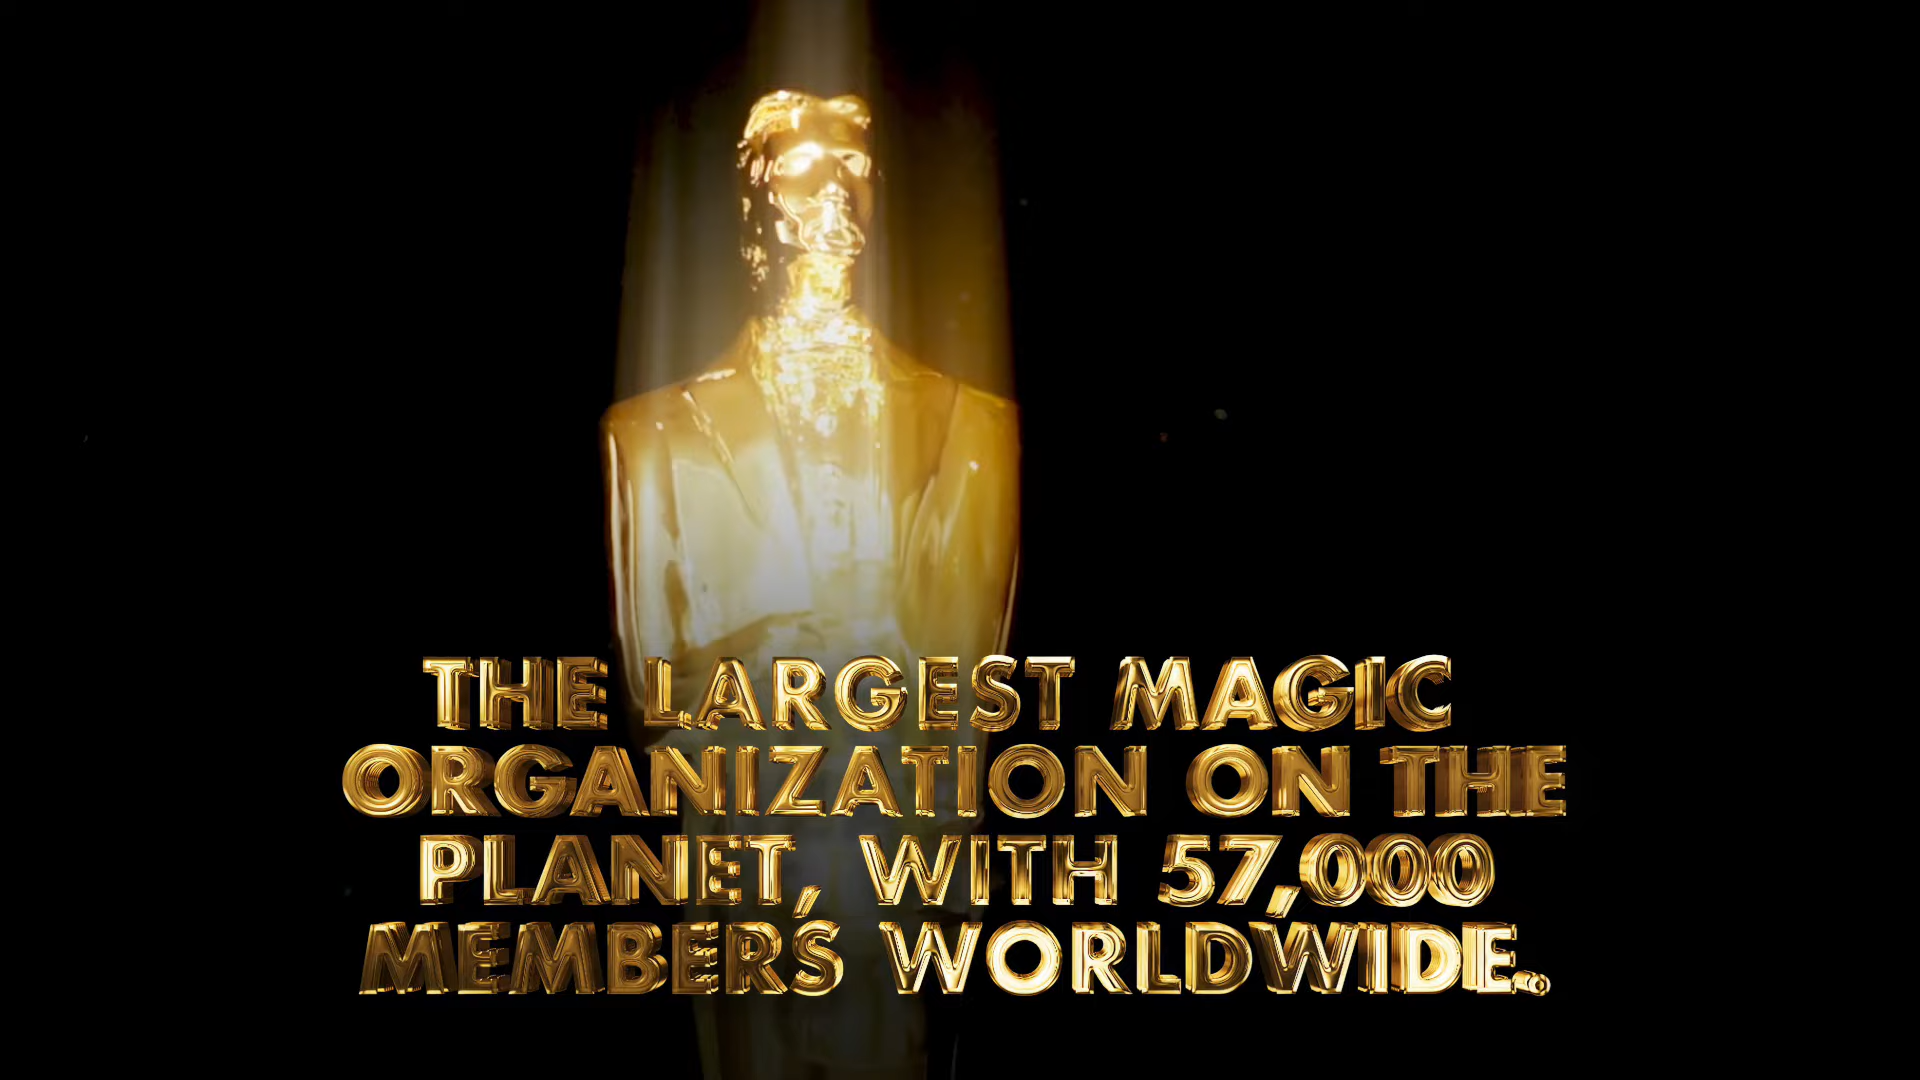 THE LARGEST MAGIC
ORGANIZATION ON THE
PLANET, WITH 57,000
MEMBERS WORLDWIDE.